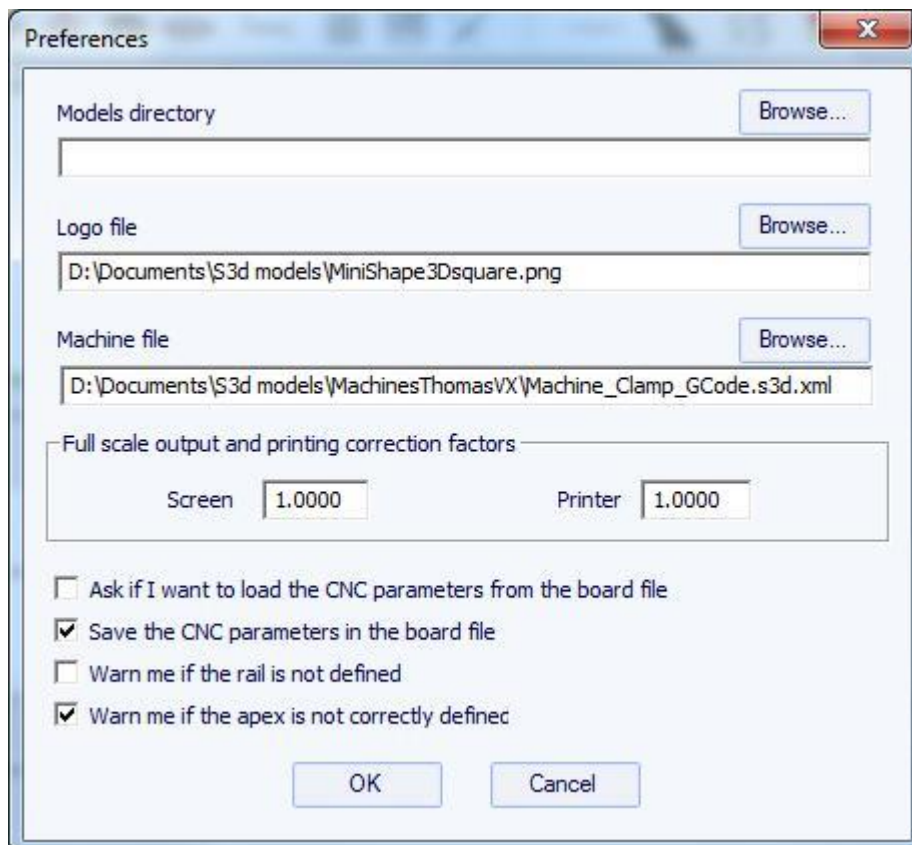 Preferences
Models directory
Browse...
Logo file
Browse...
D:\Documents\S3d models\MiniShape3Dsquare.png
Machine file
Browse...
D:\Documents\S3d models\MachinesThomasVX\Machine_Clamp_GCode.s3d.xml
Full scale output and printing correction factors
Screen 1.0000 Printer 1.0000
Ask if I want to load the CNC parameters from the board file
Save the CNC parameters in the board file
Warn me if the rail is not defined
Warn me if the apex is not correctly defined
OK Cancel